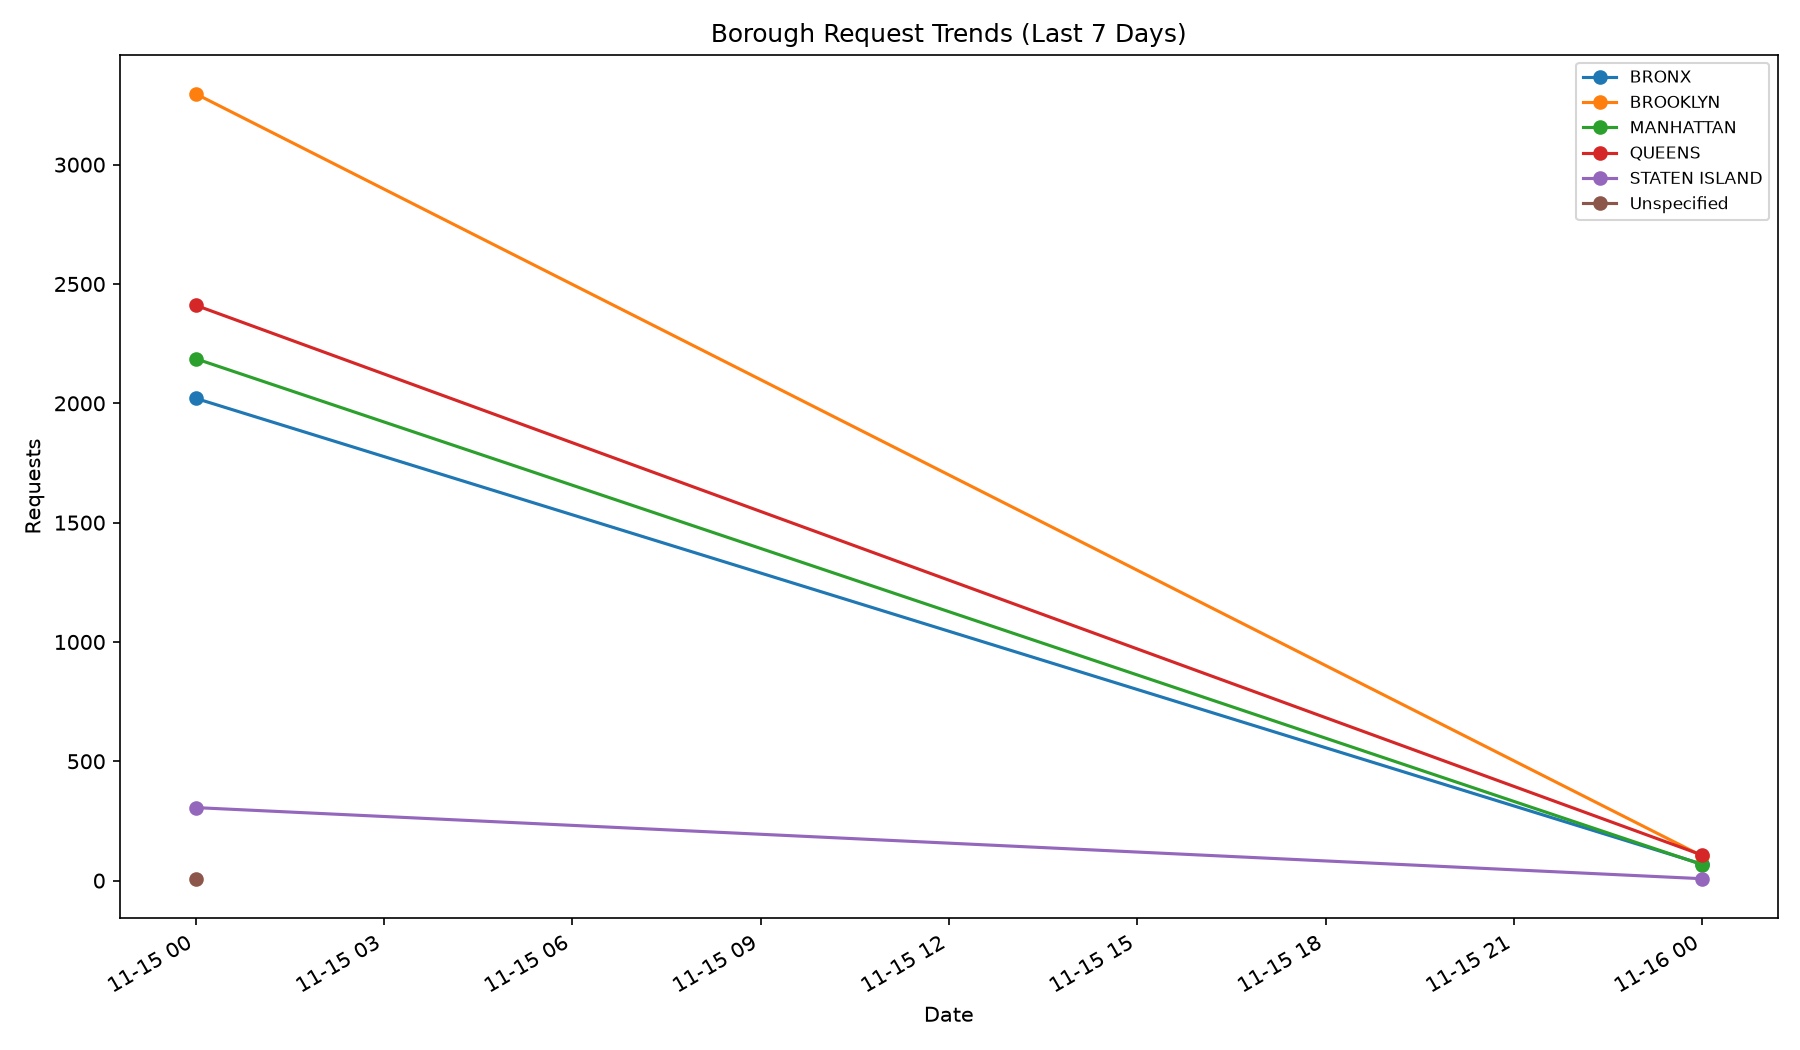 Borough Request Trends (Last 7 Days)
BRONX
BROOKLYN
MANHATTAN
QUEENS
STATEN ISLAND
Unspecified
Requests
3000
2500
2000
1500
1000
500
0
11-15 00
11-15 03
11-15 06
11-15 09
11-15 12
11-15 15
11-15 18
11-15 21
11-16 00
Date